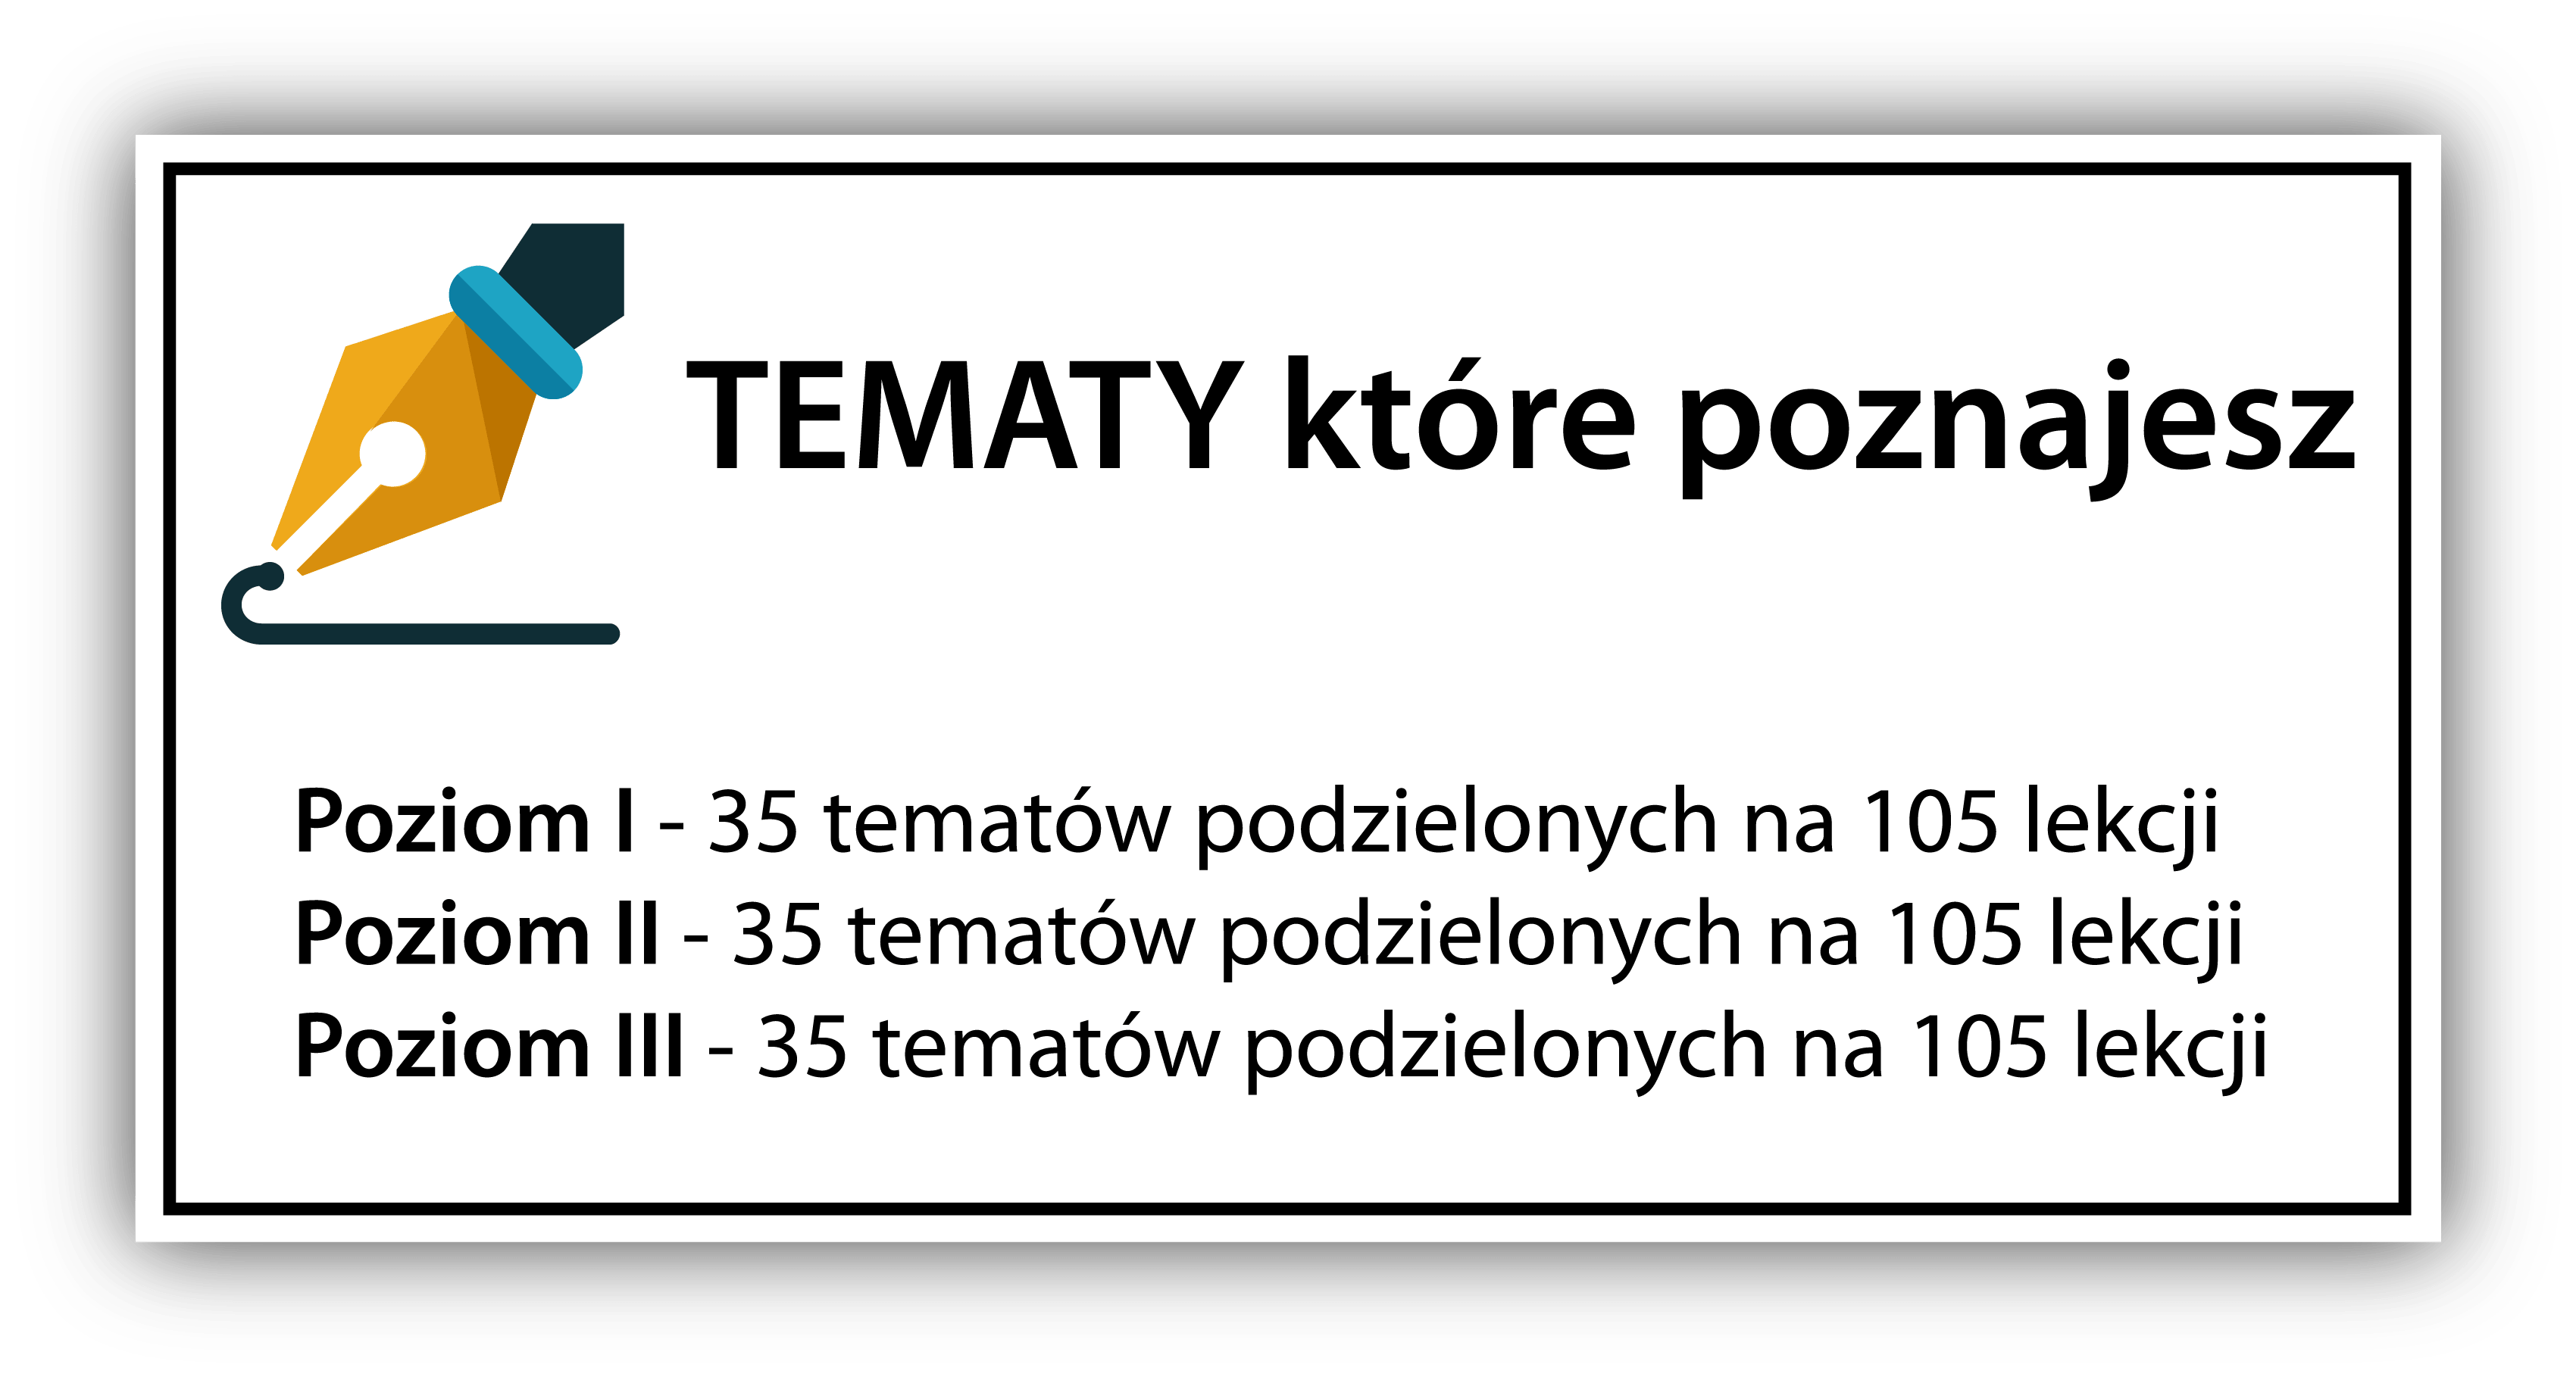 TEMATY które poznajesz
Poziom I - 35 tematów podzielonych na 105 lekcji
Poziom II - 35 tematów podzielonych na 105 lekcji
Poziom III - 35 tematów podzielonych na 105 lekcji